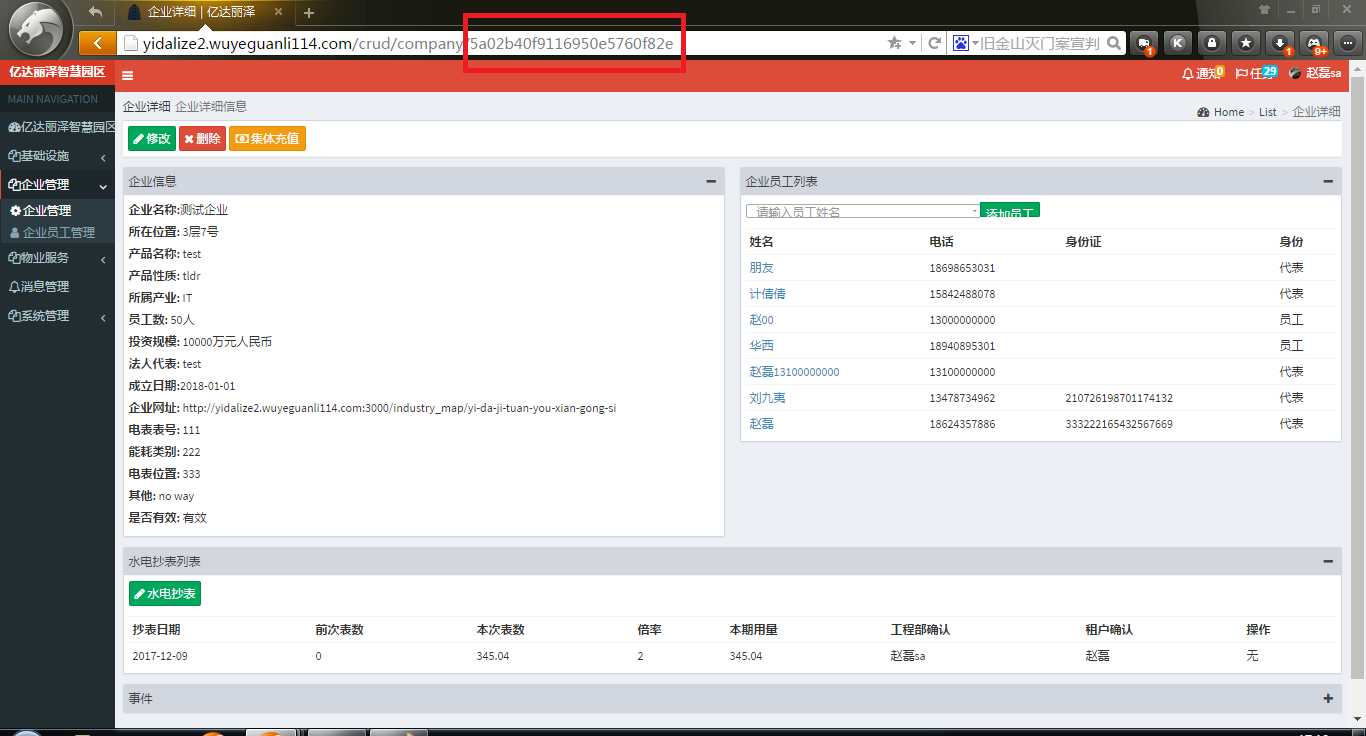 企业详细 | 亿达丽泽
yidalize2.wuyeguanli114.com/crud/company/5a02b40f9116950e5760f82e
旧金山灭门案宣判
1
K
1
9+
亿达丽泽智慧园区
通知 0
任务 29
赵磊sa
MAIN NAVIGATION
亿达丽泽智慧园区
基础设施
企业管理
企业管理
企业员工管理
物业服务
消息管理
系统管理
企业详细 企业详细信息
Home > List > 企业详细
修改 删除 集体充值
企业信息
企业名称:测试企业
所在位置: 3层7号
产品名称: test
产品性质: tldr
所属产业: IT
员工数: 50人
投资规模: 10000万元人民币
法人代表: test
成立日期:2018-01-01
企业网址: http://yidalize2.wuyeguanli114.com:3000/industry_map/yi-da-ji-tuan-you-xian-gong-si
电表表号: 111
能耗类别: 222
电表位置: 333
其他: no way
是否有效: 有效
企业员工列表
请输入员工姓名 添加员工
姓名 电话 身份证 身份
朋友 18698653031 代表
计倩倩 15842488078 代表
赵00 13000000000 员工
华西 18940895301 员工
赵磊13100000000 13100000000 代表
刘九夷 13478734962 210726198701174132 代表
赵磊 18624357886 333222165432567669 代表
水电抄表列表
水电抄表
抄表日期 前次表数 本次表数 倍率 本期用量 工程部确认 租户确认 操作
2017-12-09 0 345.04 2 345.04 赵磊sa 赵磊 无
事件